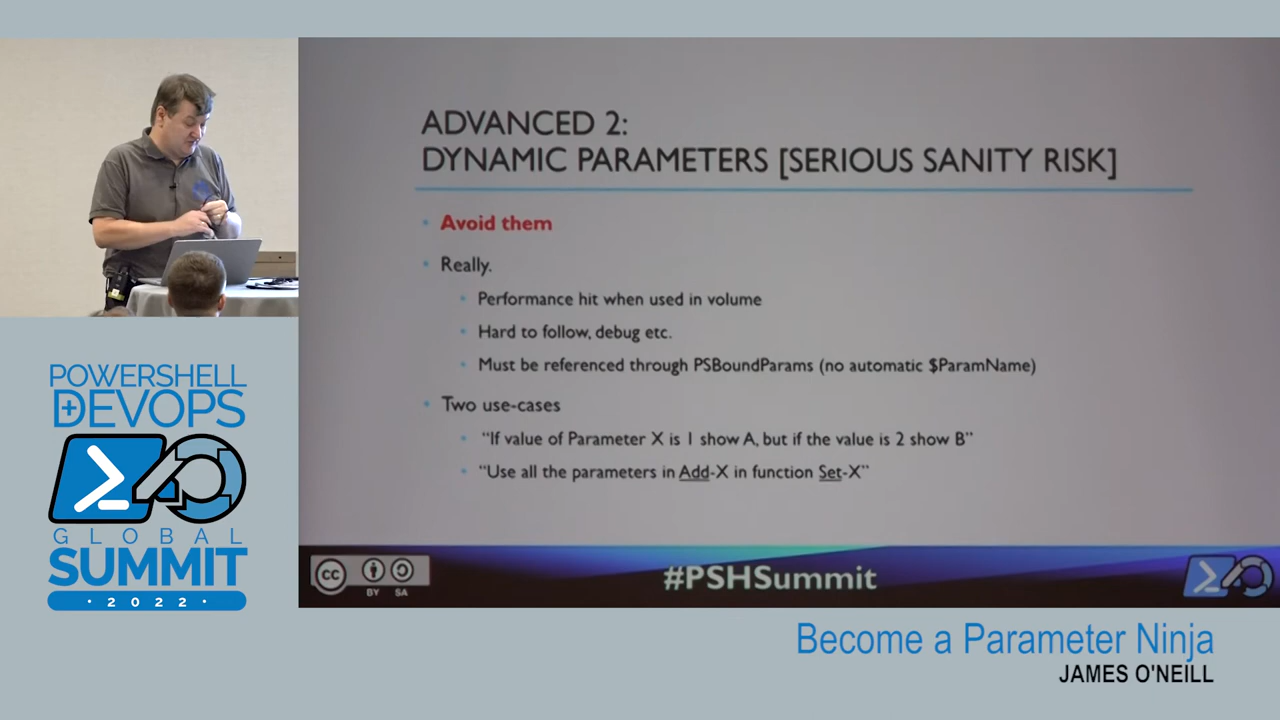 ADVANCED 2:
DYNAMIC PARAMETERS [SERIOUS SANITY RISK]
• Avoid them
• Really.
• Performance hit when used in volume
• Hard to follow, debug etc.
• Must be referenced through PSBoundParams (no automatic $ParamName)
• Two use-cases
• “If value of Parameter X is 1 show A, but if the value is 2 show B”
• “Use all the parameters in Add-X in function Set-X”
cc
BY SA
#PSHSummit
POWERSHELL
DEVOPS
GLOBAL
SUMMIT
· 2022 ·
Become a Parameter Ninja
JAMES O'NEILL